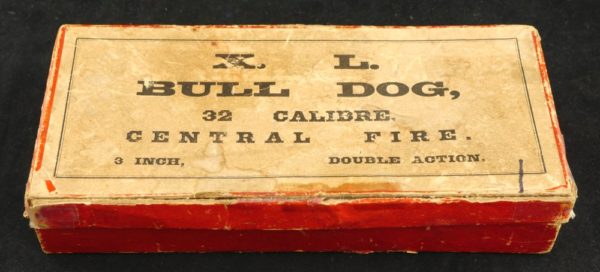 X. L.
BULL DOG,
32 CALIBRE.
CENTRAL FIRE.
3 INCH, DOUBLE ACTION.